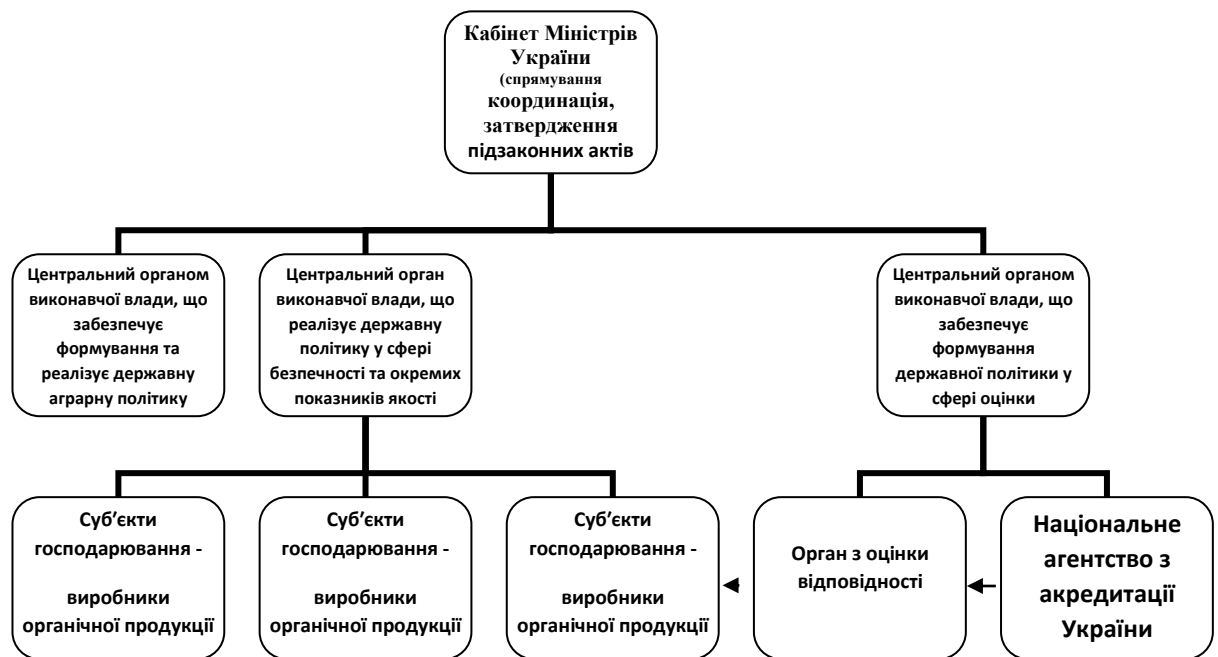 Кабінет Міністрів
України
(спрямування
координація,
затвердження
підзаконних актів
Центральний органом
виконавчої влади, що
забезпечує
формування та
реалізує державну
аграрну політику
Центральний орган
виконавчої влади, що
реалізує державну
політику у сфері
безпечності та окремих
показників якості
Центральний органом
виконавчої влади, що
забезпечує
формування
державної політики у
сфері оцінки
Суб’єкти
господарювання -
виробники
органічної продукції
Суб’єкти
господарювання -
виробники
органічної продукції
Суб’єкти
господарювання -
виробники
органічної продукції
Орган з оцінки
відповідності
Національне
агентство з
акредитації
України